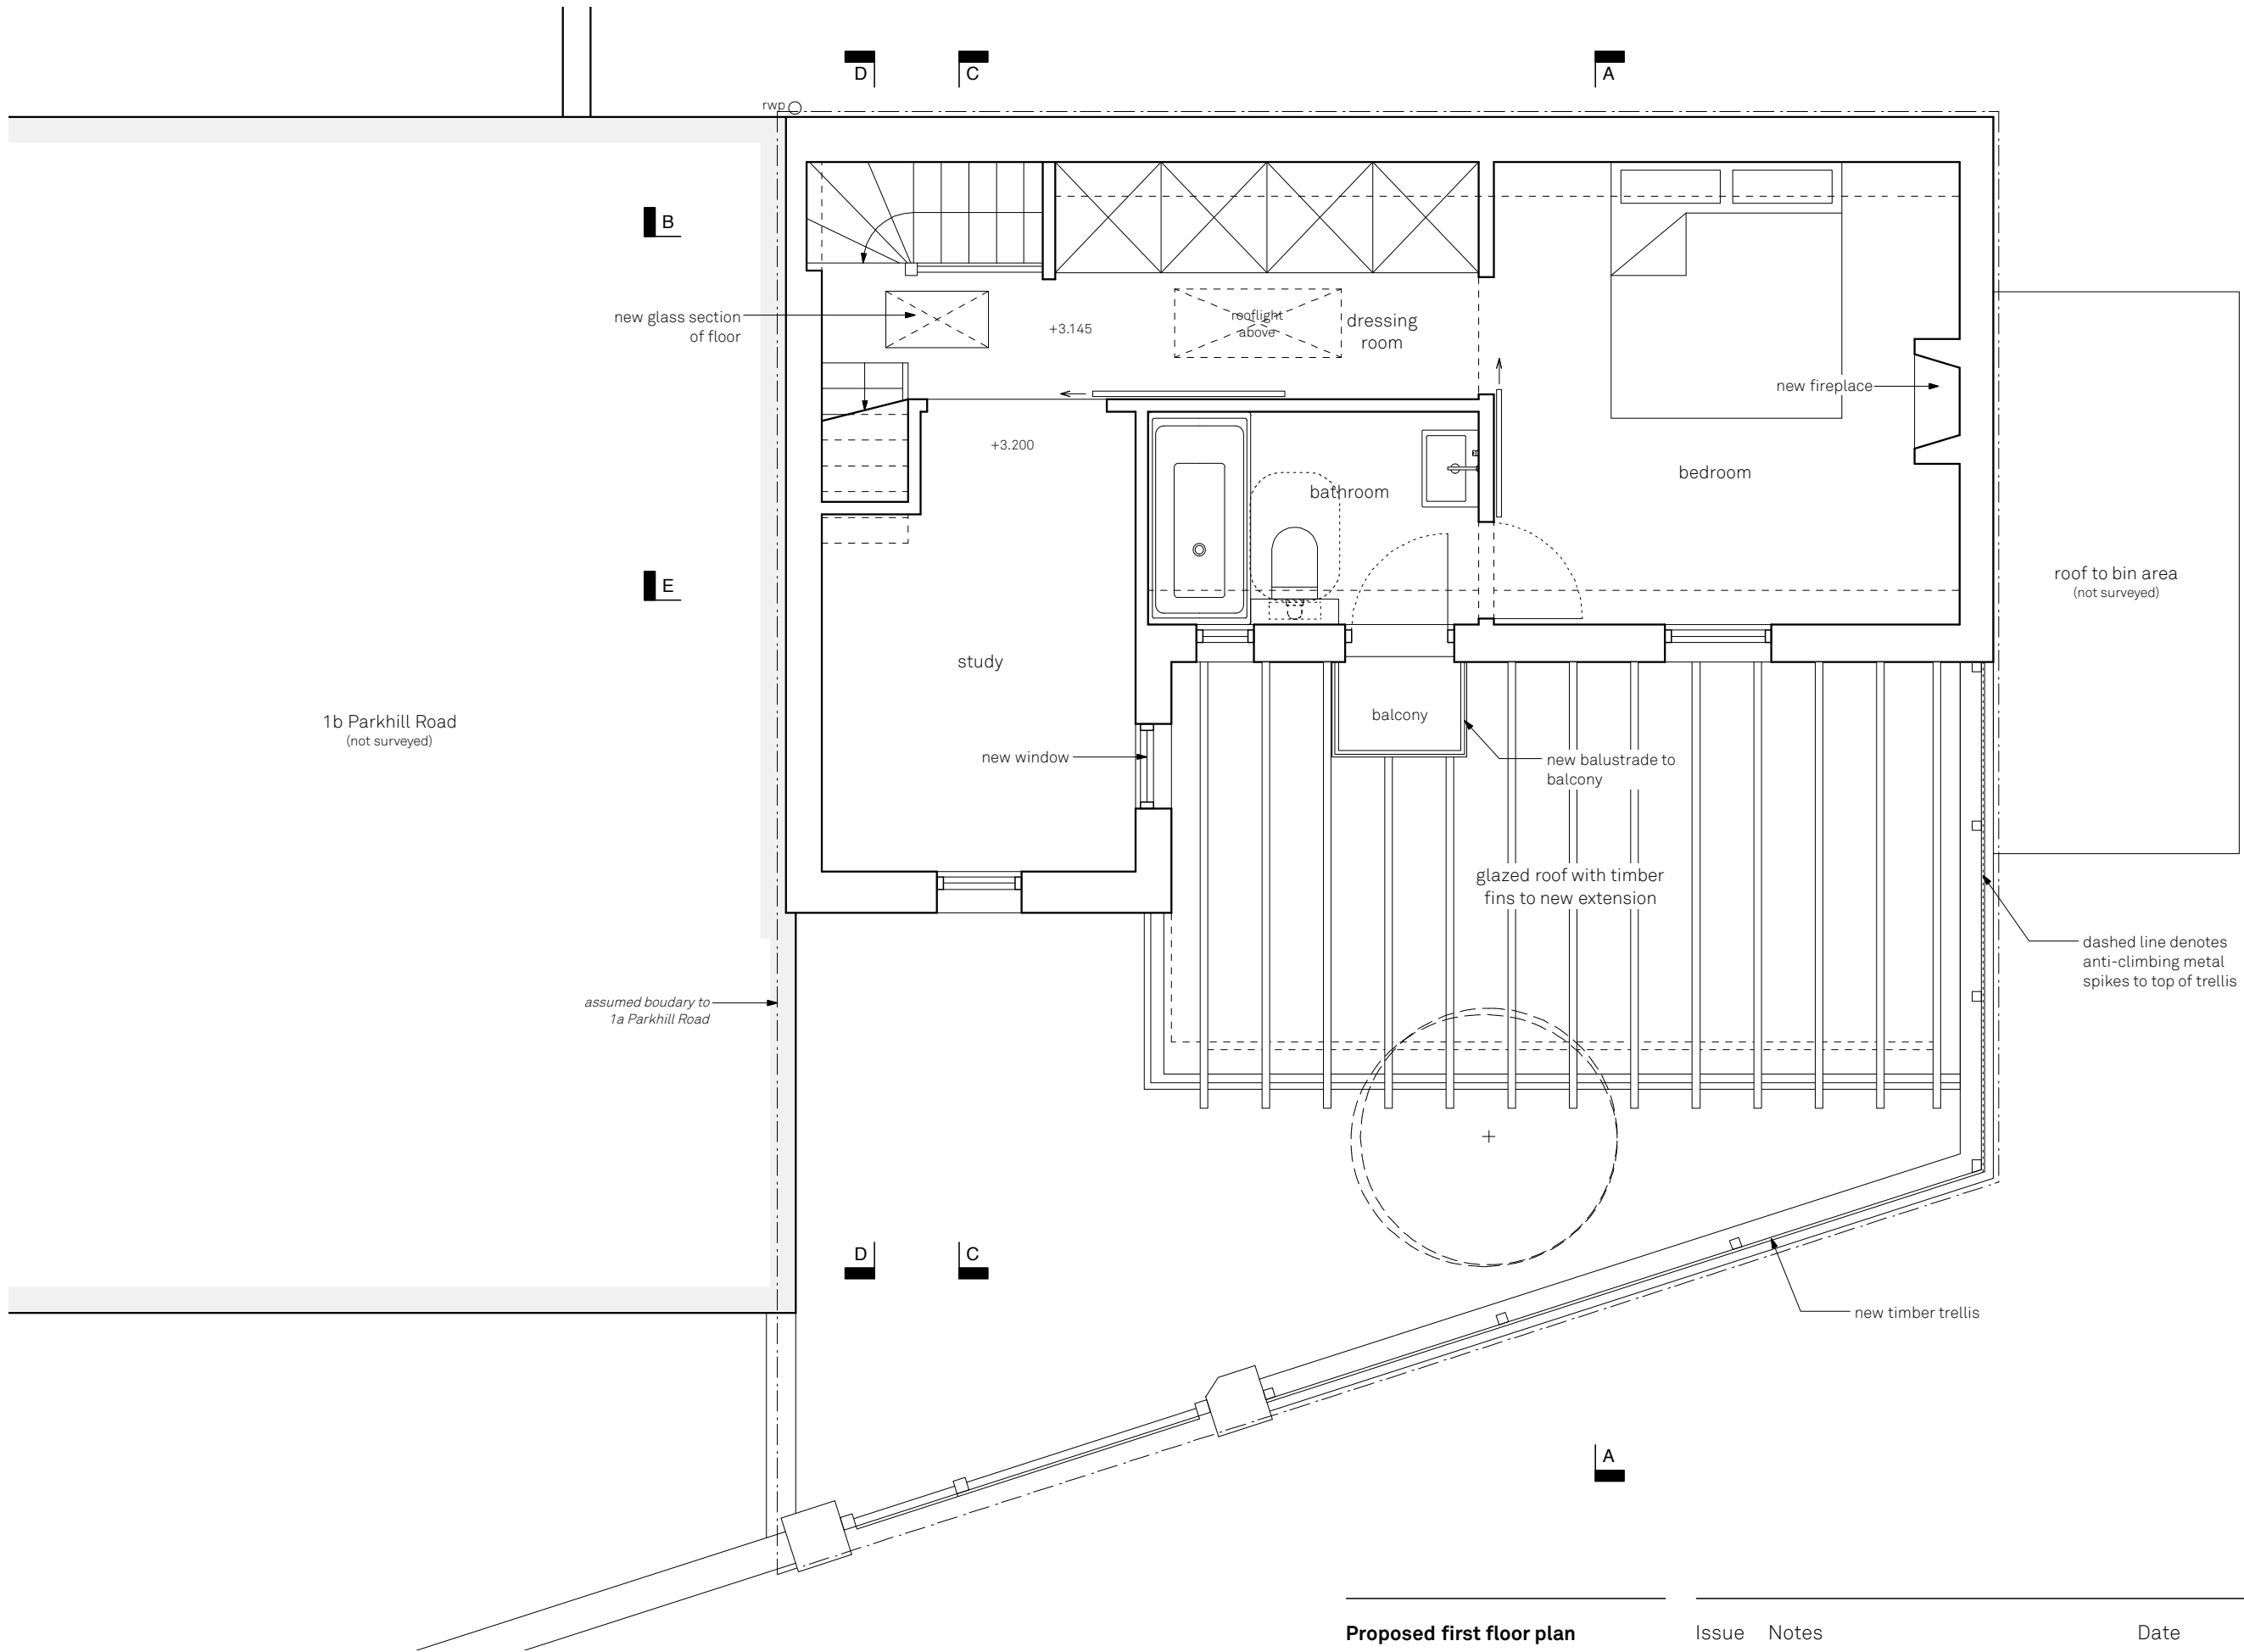 D
C
A
rwp
B
new glass section
of floor
+3.145
rooflight
above
dressing
room
new fireplace
+3.200
bathroom
bedroom
E
roof to bin area
(not surveyed)
study
1b Parkhill Road
(not surveyed)
balcony
new window
new balustrade to
balcony
glazed roof with timber
fins to new extension
dashed line denotes
anti-climbing metal
spikes to top of trellis
assumed boudary to
1a Parkhill Road
D
C
new timber trellis
A
Proposed first floor plan
Issue Notes Date